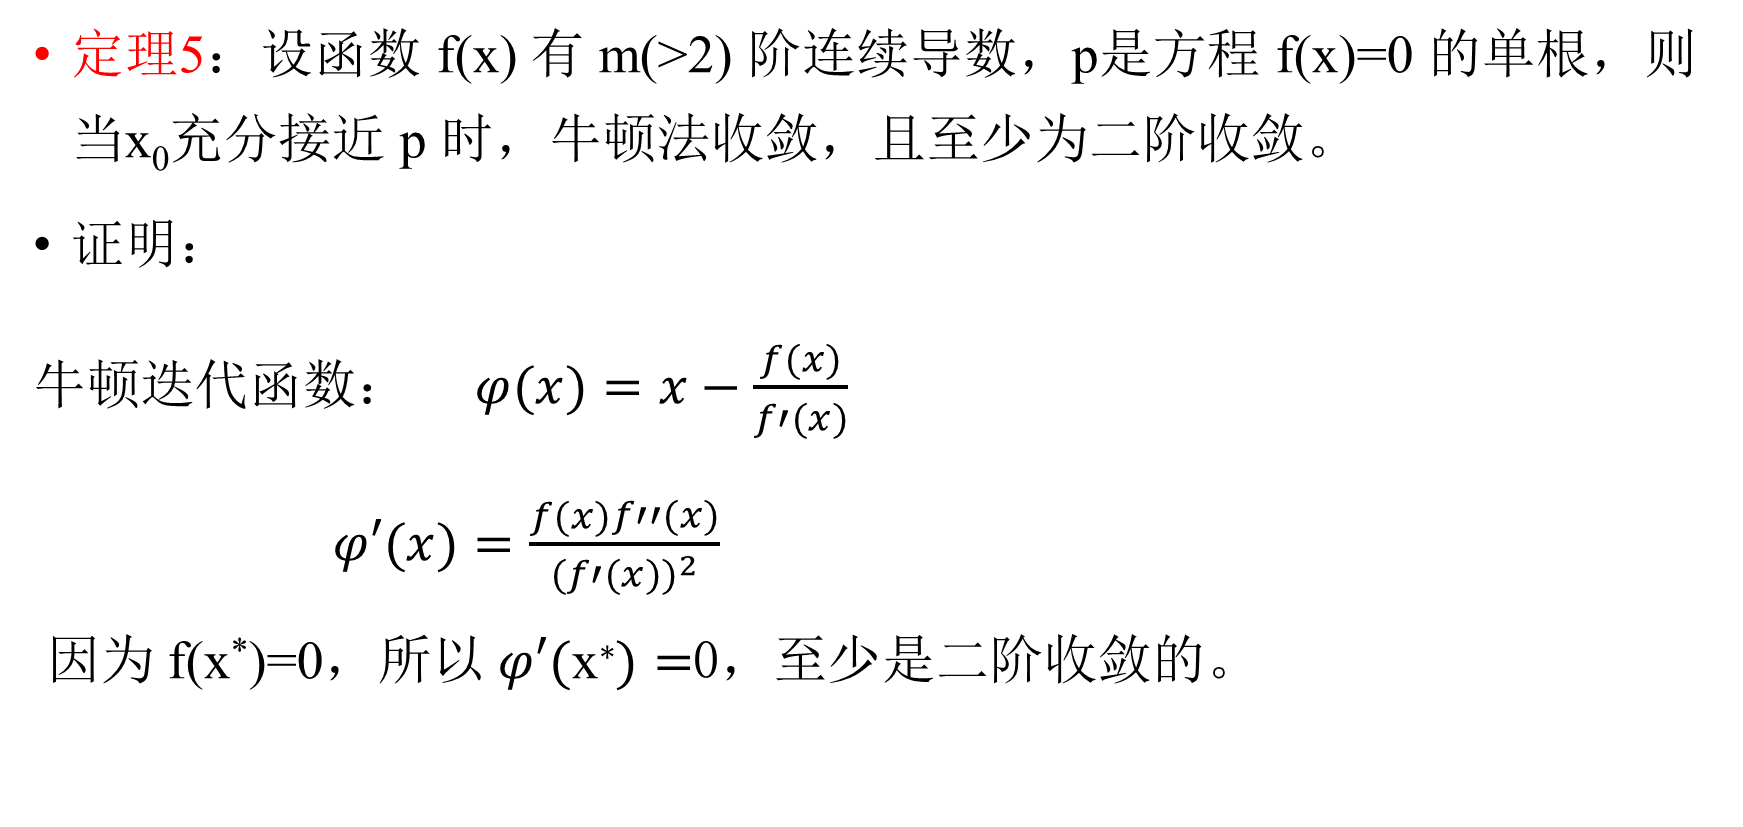 • 定理5：设函数 f(x) 有 m(>2) 阶连续导数，p是方程 f(x)=0 的单根，则
当x₀充分接近 p 时，牛顿法收敛，且至少为二阶收敛。
• 证明：
牛顿迭代函数： φ(x) = x − f(x)/f′(x)
φ′(x) = f(x)f′′(x)/(f′(x))²
因为 f(x*)=0，所以 φ′(x*) =0，至少是二阶收敛的。